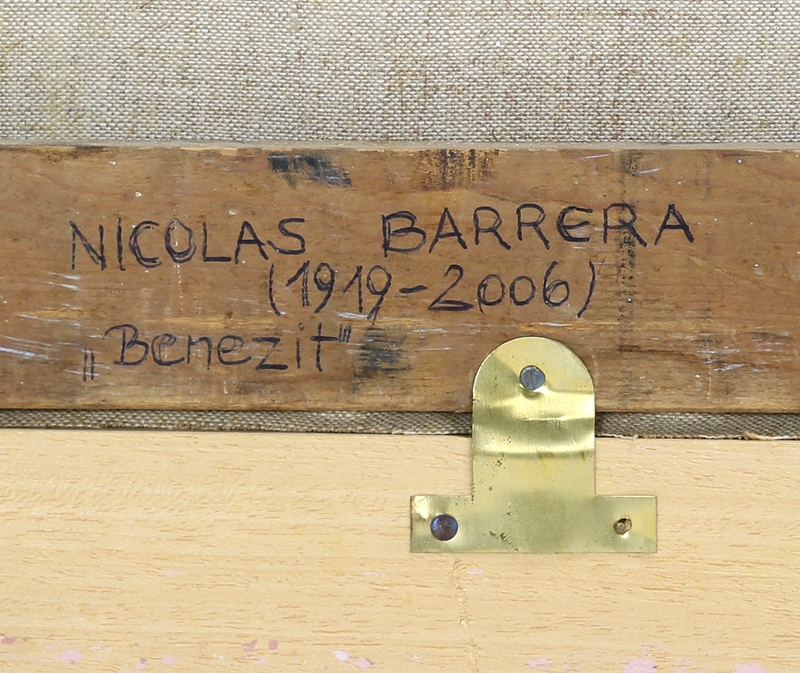 NICOLAS BARRERA
(1919-2006)
„Benezit"